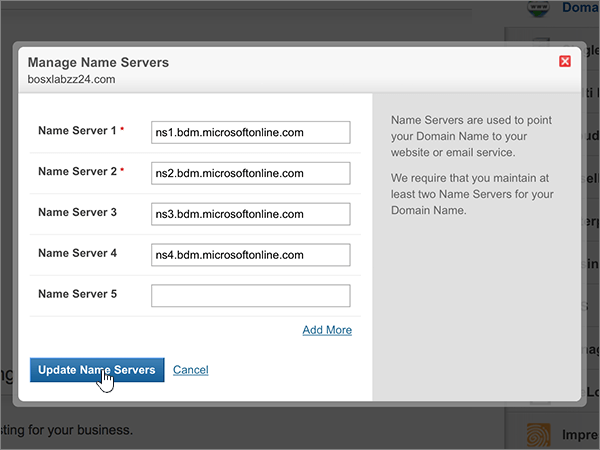 Doma
Manage Name Servers
bosxlabzz24.com
Name Server 1 *
ns1.bdm.microsoftonline.com
Name Server 2 *
ns2.bdm.microsoftonline.com
Name Server 3
ns3.bdm.microsoftonline.com
Name Server 4
ns4.bdm.microsoftonline.com
Name Server 5
Add More
Update Name Servers
Cancel
Name Servers are used to point
your Domain Name to your
website or email service.
We require that you maintain at
least two Name Servers for your
Domain Name.
sting for your business.
Impre